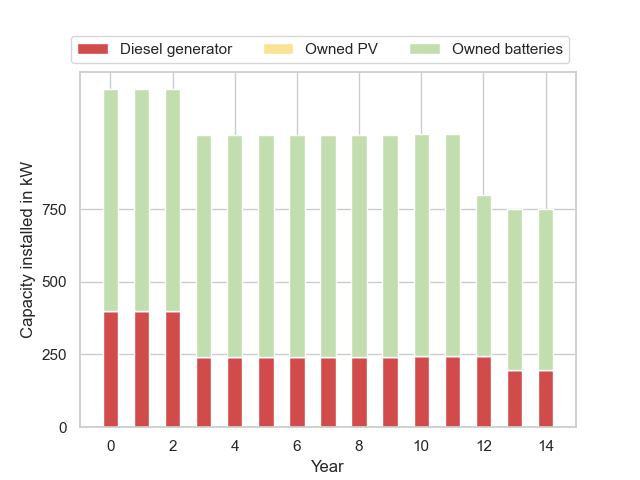 Diesel generator Owned PV Owned batteries
Capacity installed in kW
750
500
250
0
0 2 4 6 8 10 12 14
Year